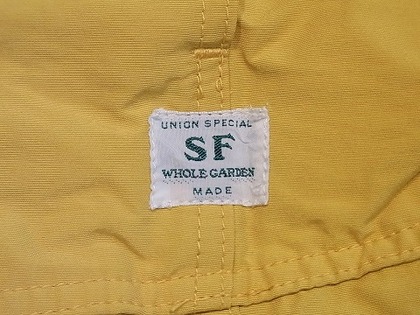 UNION SPECIAL
SF
WHOLE GARDEN
MADE